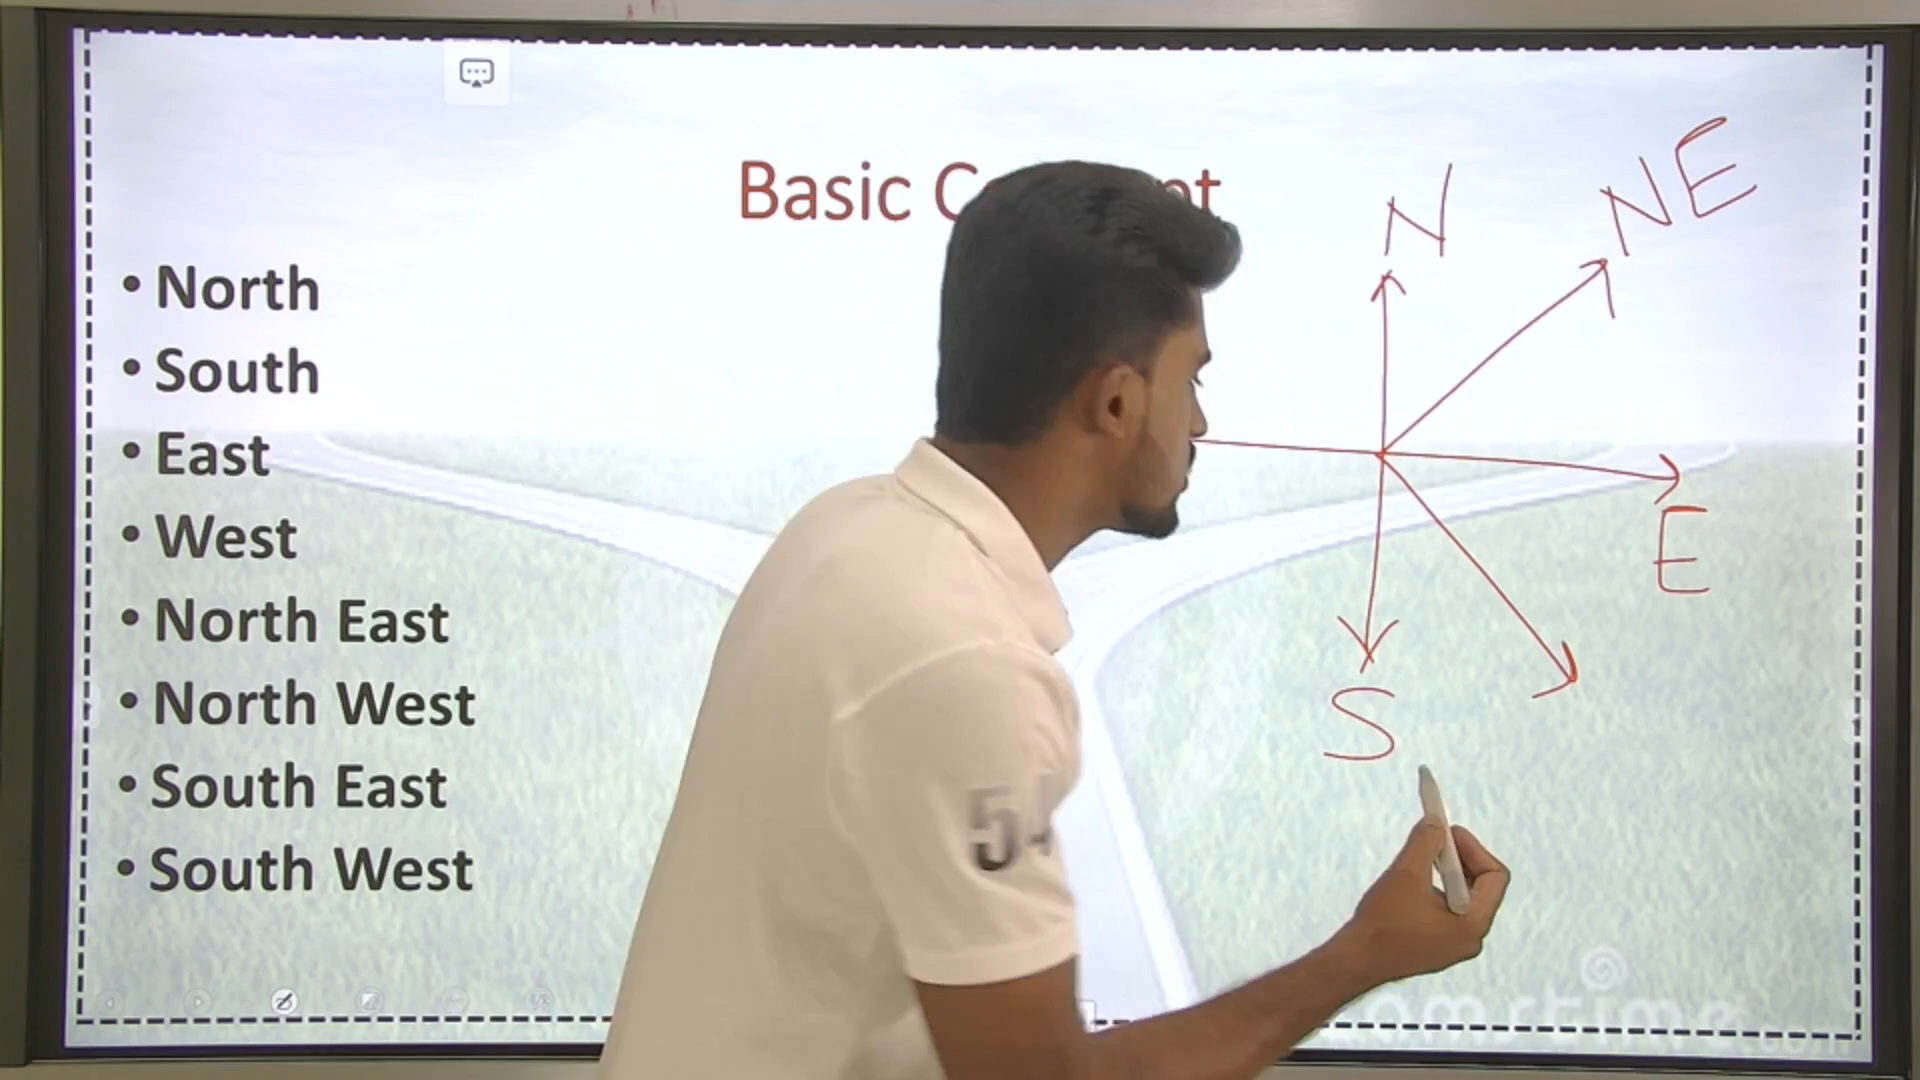 Basic
North
South
East
West
North East
North West
South East
South West
N
NE
E
S